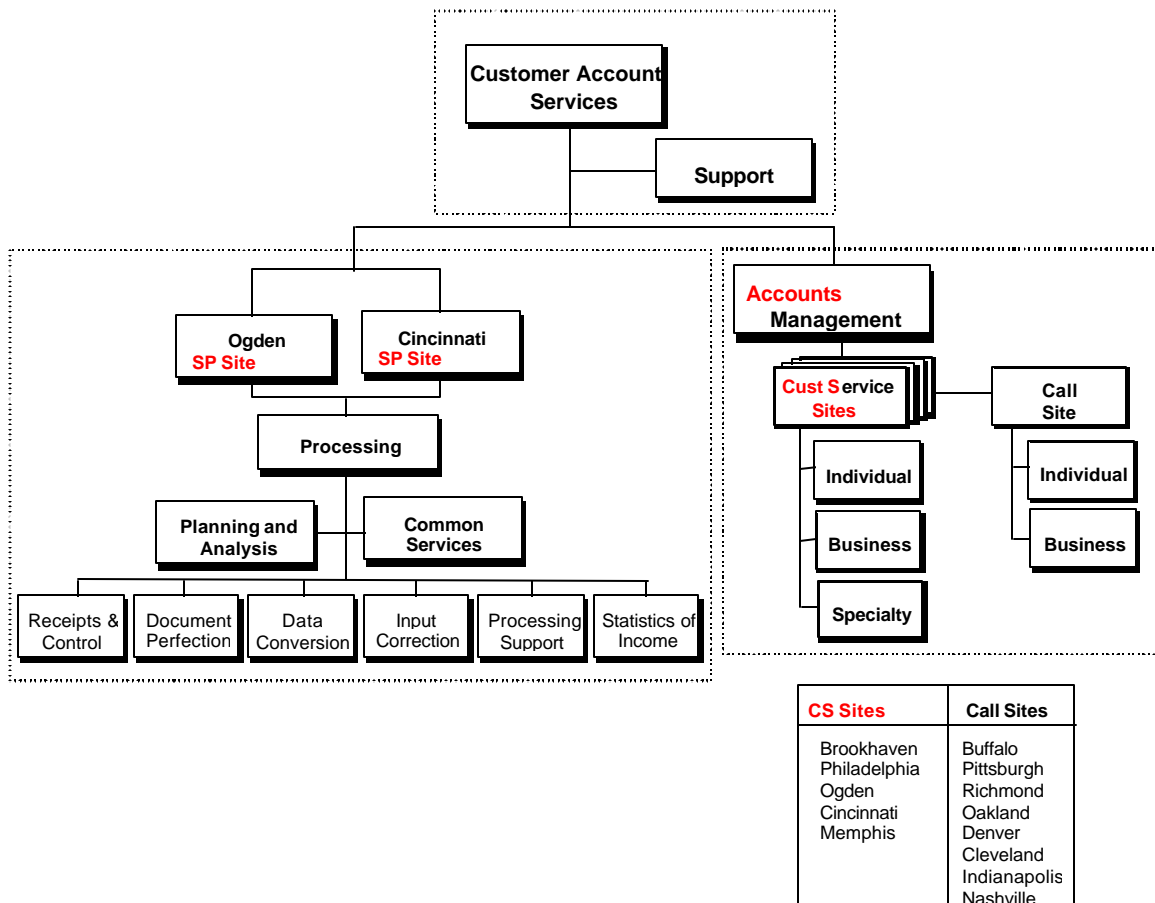 Customer Account
Services
Support
Accounts
Management
Ogden
SP Site
Cincinnati
SP Site
Cust Service
Sites
Call
Site
Processing
Individual
Individual
Planning and
Analysis
Common
Services
Business
Business
Specialty
Receipts &
Control
Document
Perfection
Data
Conversion
Input
Correction
Processing
Support
Statistics of
Income
CS Sites
Call Sites
Brookhaven
Philadelphia
Ogden
Cincinnati
Memphis
Buffalo
Pittsburgh
Richmond
Oakland
Denver
Cleveland
Indianapolis
Nashville